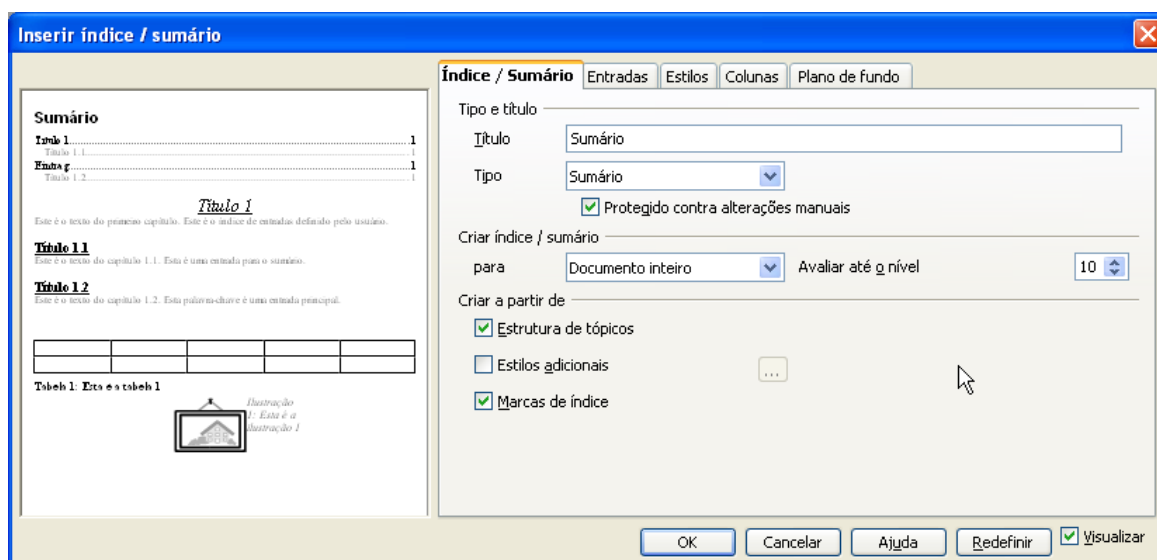 Inserir índice / sumário
Índice / Sumário Entradas Estilos Colunas Plano de fundo
Sumário
Título 1 1
Título 1.1 1
Entra 1
Título 1.2 1
Título 1
Este é o texto do primeiro capítulo. Este é o índice de entradas definido pelo usuário.
Título 1.1
Este é o texto do capítulo 1.1. Esta é uma entrada para o sumário.
Título 1.2
Este é o texto do capítulo 1.2. Esta palavra-chave é uma entrada principal.
Tabela 1: Esta é a tabela 1
Ilustração
1: Esta é a
ilustração 1
Tipo e título
Título Sumário
Tipo Sumário
Protegido contra alterações manuais
Criar índice / sumário
para Documento inteiro Avaliar até o nível 10
Criar a partir de
Estrutura de tópicos
Estilos adicionais ...
Marcas de índice
OK Cancelar Ajuda Redefinir Visualizar